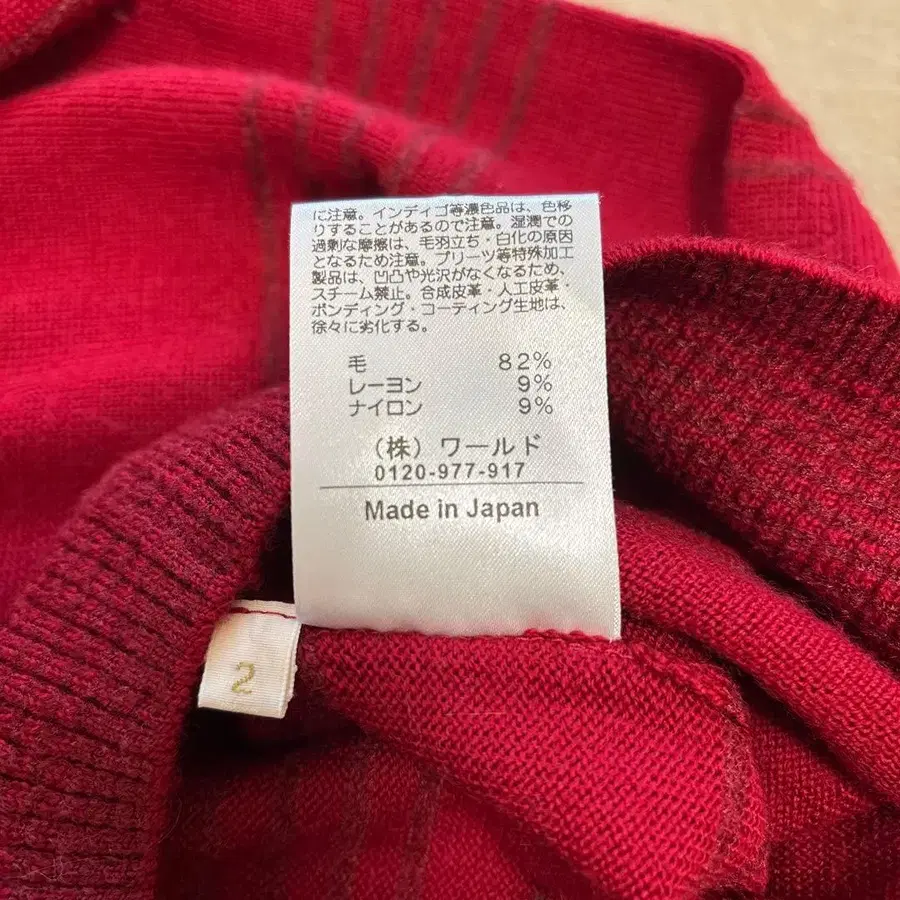 に注意。インディゴ等濃色品は、色移
りすることがあるので注意。湿潤での
過剰な摩擦は、毛羽立ち・白化の原因
となるため注意。プリーツ等特殊加工
製品は、凹凸や光沢がなくなるため、
スチーム禁止。合成皮革・人工皮革・
ボンディング・コーティング生地は、
徐々に劣化する。
毛 82%
レーヨン 9%
ナイロン 9%
(株)ワールド
0120-977-917
Made in Japan
2